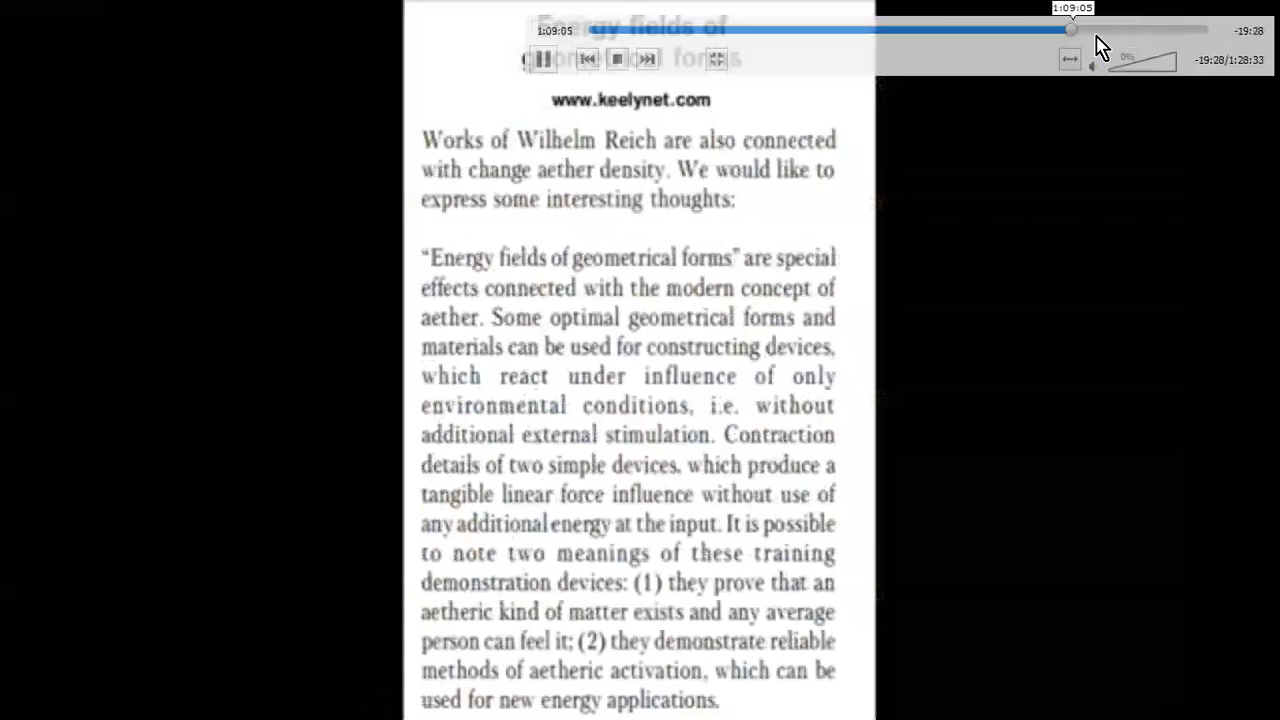 1:09:05
Energy fields of
geometrical forms
1:09:05
-19:28
0%
-19:28/1:28:33
www.keelynet.com
Works of Wilhelm Reich are also connected
with change aether density. We would like to
express some interesting thoughts:
“Energy fields of geometrical forms” are special
effects connected with the modern concept of
aether. Some optimal geometrical forms and
materials can be used for constructing devices,
which react under influence of only
environmental conditions, i.e. without
additional external stimulation. Contraction
details of two simple devices, which produce a
tangible linear force influence without use of
any additional energy at the input. It is possible
to note two meanings of these training
demonstration devices: (1) they prove that an
aetheric kind of matter exists and any average
person can feel it; (2) they demonstrate reliable
methods of aetheric activation, which can be
used for new energy applications.